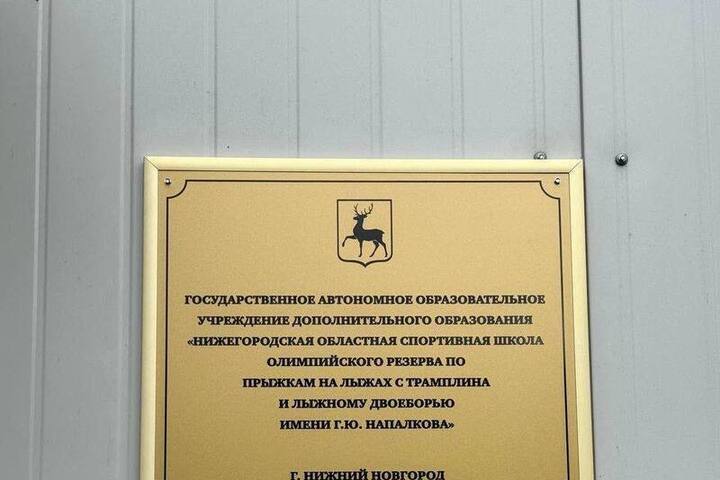 ГОСУДАРСТВЕННОЕ АВТОНОМНОЕ ОБРАЗОВАТЕЛЬНОЕ
УЧРЕЖДЕНИЕ ДОПОЛНИТЕЛЬНОГО ОБРАЗОВАНИЯ
«НИЖЕГОРОДСКАЯ ОБЛАСТНАЯ СПОРТИВНАЯ ШКОЛА
ОЛИМПИЙСКОГО РЕЗЕРВА ПО
ПРЫЖКАМ НА ЛЫЖАХ С ТРАМПЛИНА
И ЛЫЖНОМУ ДВОЕБОРЬЮ
ИМЕНИ Г.Ю. НАПАЛКОВА»
Г. НИЖНИЙ НОВГОРОД